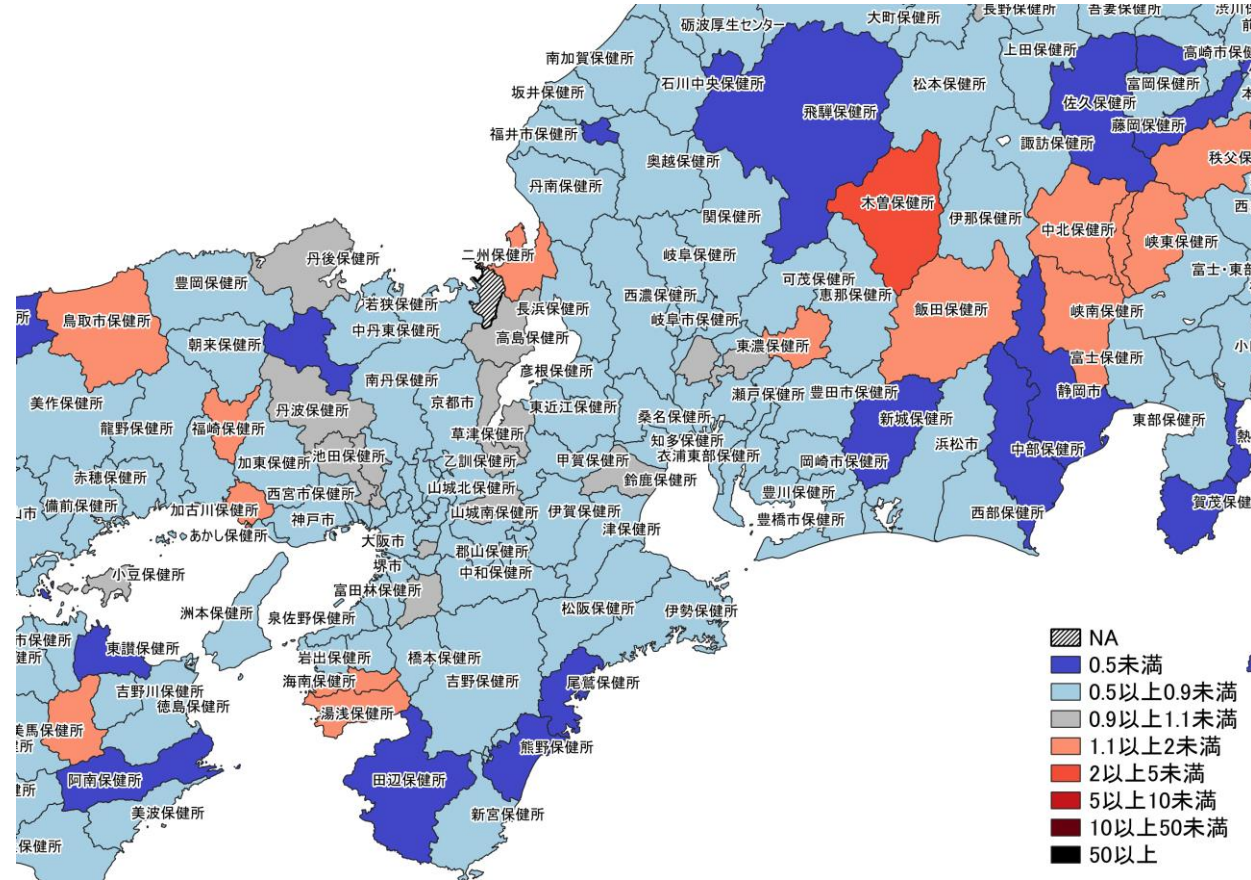 砺波厚生センター
大町保健所
長野保健所
吾妻保健所
南加賀保健所
石川中央保健所
松本保健所
上田保健所
坂井保健所
飛騨保健所
佐久保健所
富岡保健所
福井市保健所
藤岡保健所
奥越保健所
諏訪保健所
丹南保健所
木曽保健所
関保健所
伊那保健所
中北保健所
峡東保健所
二州保健所
岐阜保健所
丹後保健所
豊岡保健所
可茂保健所
若狭保健所
西濃保健所
恵那保健所
長浜保健所
飯田保健所
峡南保健所
鳥取市保健所
岐阜市保健所
中丹東保健所
朝来保健所
高島保健所
東濃保健所
富士保健所
彦根保健所
南丹保健所
瀬戸保健所
豊田市保健所
静岡市
美作保健所
京都市
丹波保健所
東近江保健所
桑名保健所
新城保健所
東部保健所
龍野保健所
福崎保健所
草津保健所
知多保健所
浜松市
中部保健所
加東保健所
池田保健所
乙訓保健所
甲賀保健所
衣浦東部保健所
岡崎市保健所
赤穂保健所
鈴鹿保健所
山城北保健所
西宮市保健所
豊川保健所
備前保健所
加古川保健所
山城南保健所
伊賀保健所
西部保健所
神戸市
豊橋市保健所
津保健所
あかし保健所
大阪市
郡山保健所
堺市
中和保健所
小豆保健所
富田林保健所
松阪保健所
伊勢保健所
洲本保健所
泉佐野保健所
東讃保健所
岩出保健所
橋本保健所
吉野保健所
海南保健所
尾鷲保健所
吉野川保健所
徳島保健所
湯浅保健所
美馬保健所
熊野保健所
阿南保健所
田辺保健所
美波保健所
新宮保健所
NA
0.5未満
0.5以上0.9未満
0.9以上1.1未満
1.1以上2未満
2以上5未満
5以上10未満
10以上50未満
50以上